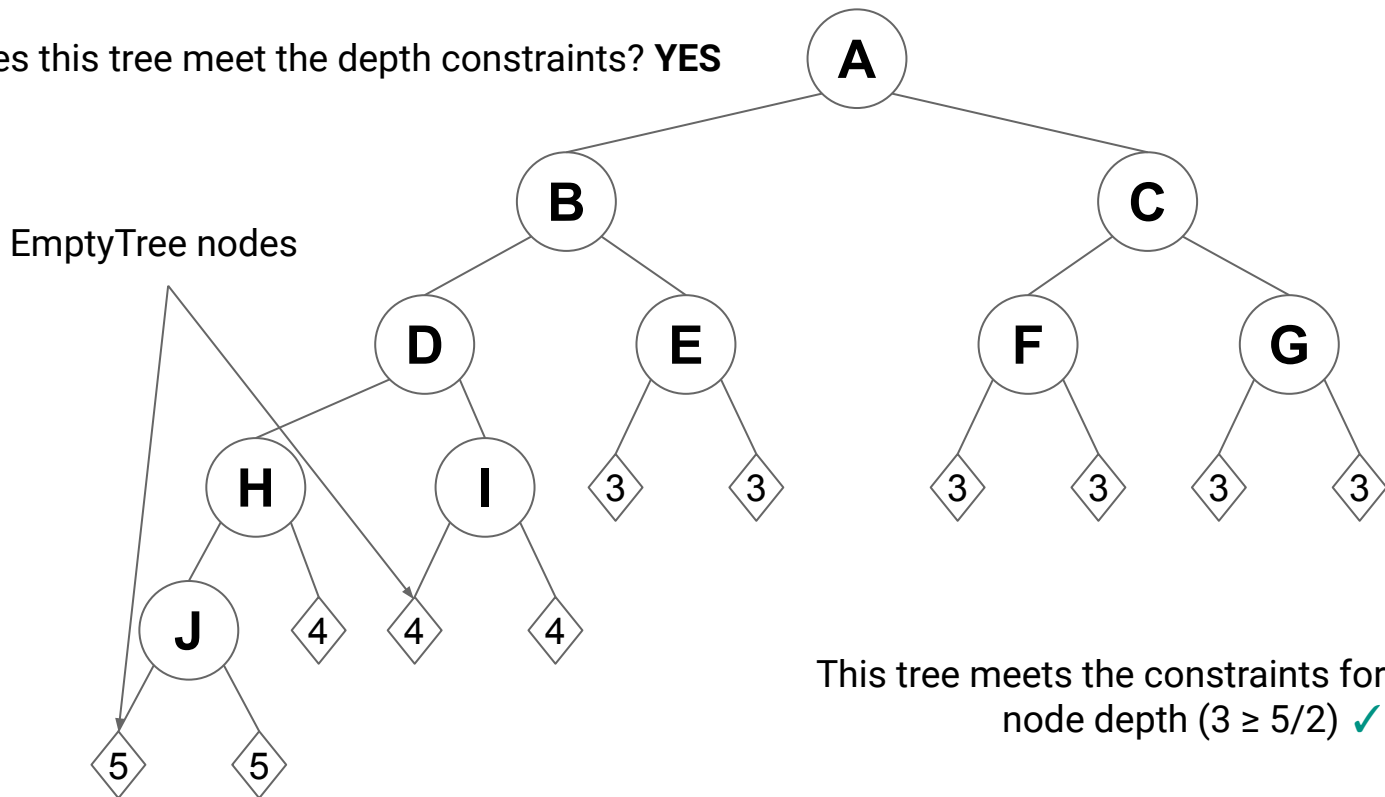 es this tree meet the depth constraints? YES
A
B
C
EmptyTree nodes
D
E
F
G
H
I
3
3
3
3
3
3
J
4
4
4
This tree meets the constraints for
node depth (3 ≥ 5/2) ✓
5
5